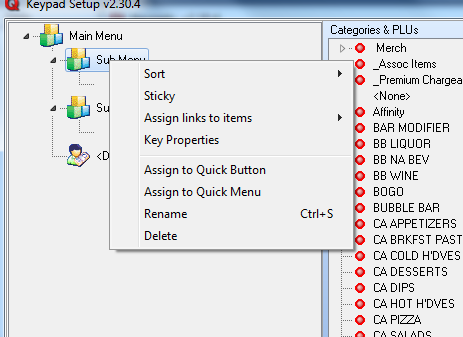 Keypad Setup v2.30.4
Main Menu
Sub Menu
Su
<D
Sort
Sticky
Assign links to items
Key Properties
Assign to Quick Button
Assign to Quick Menu
Rename Ctrl+S
Delete
Categories & PLUs
Merch
_Assoc Items
_Premium Chargea
<None>
Affinity
BAR MODIFIER
BB LIQUOR
BB NA BEV
BB WINE
BOGO
BUBBLE BAR
CA APPETIZERS
CA BRKFST PAST
CA COLD H'DVES
CA DESSERTS
CA DIPS
CA HOT H'DVES
CA PIZZA
CA SALADS